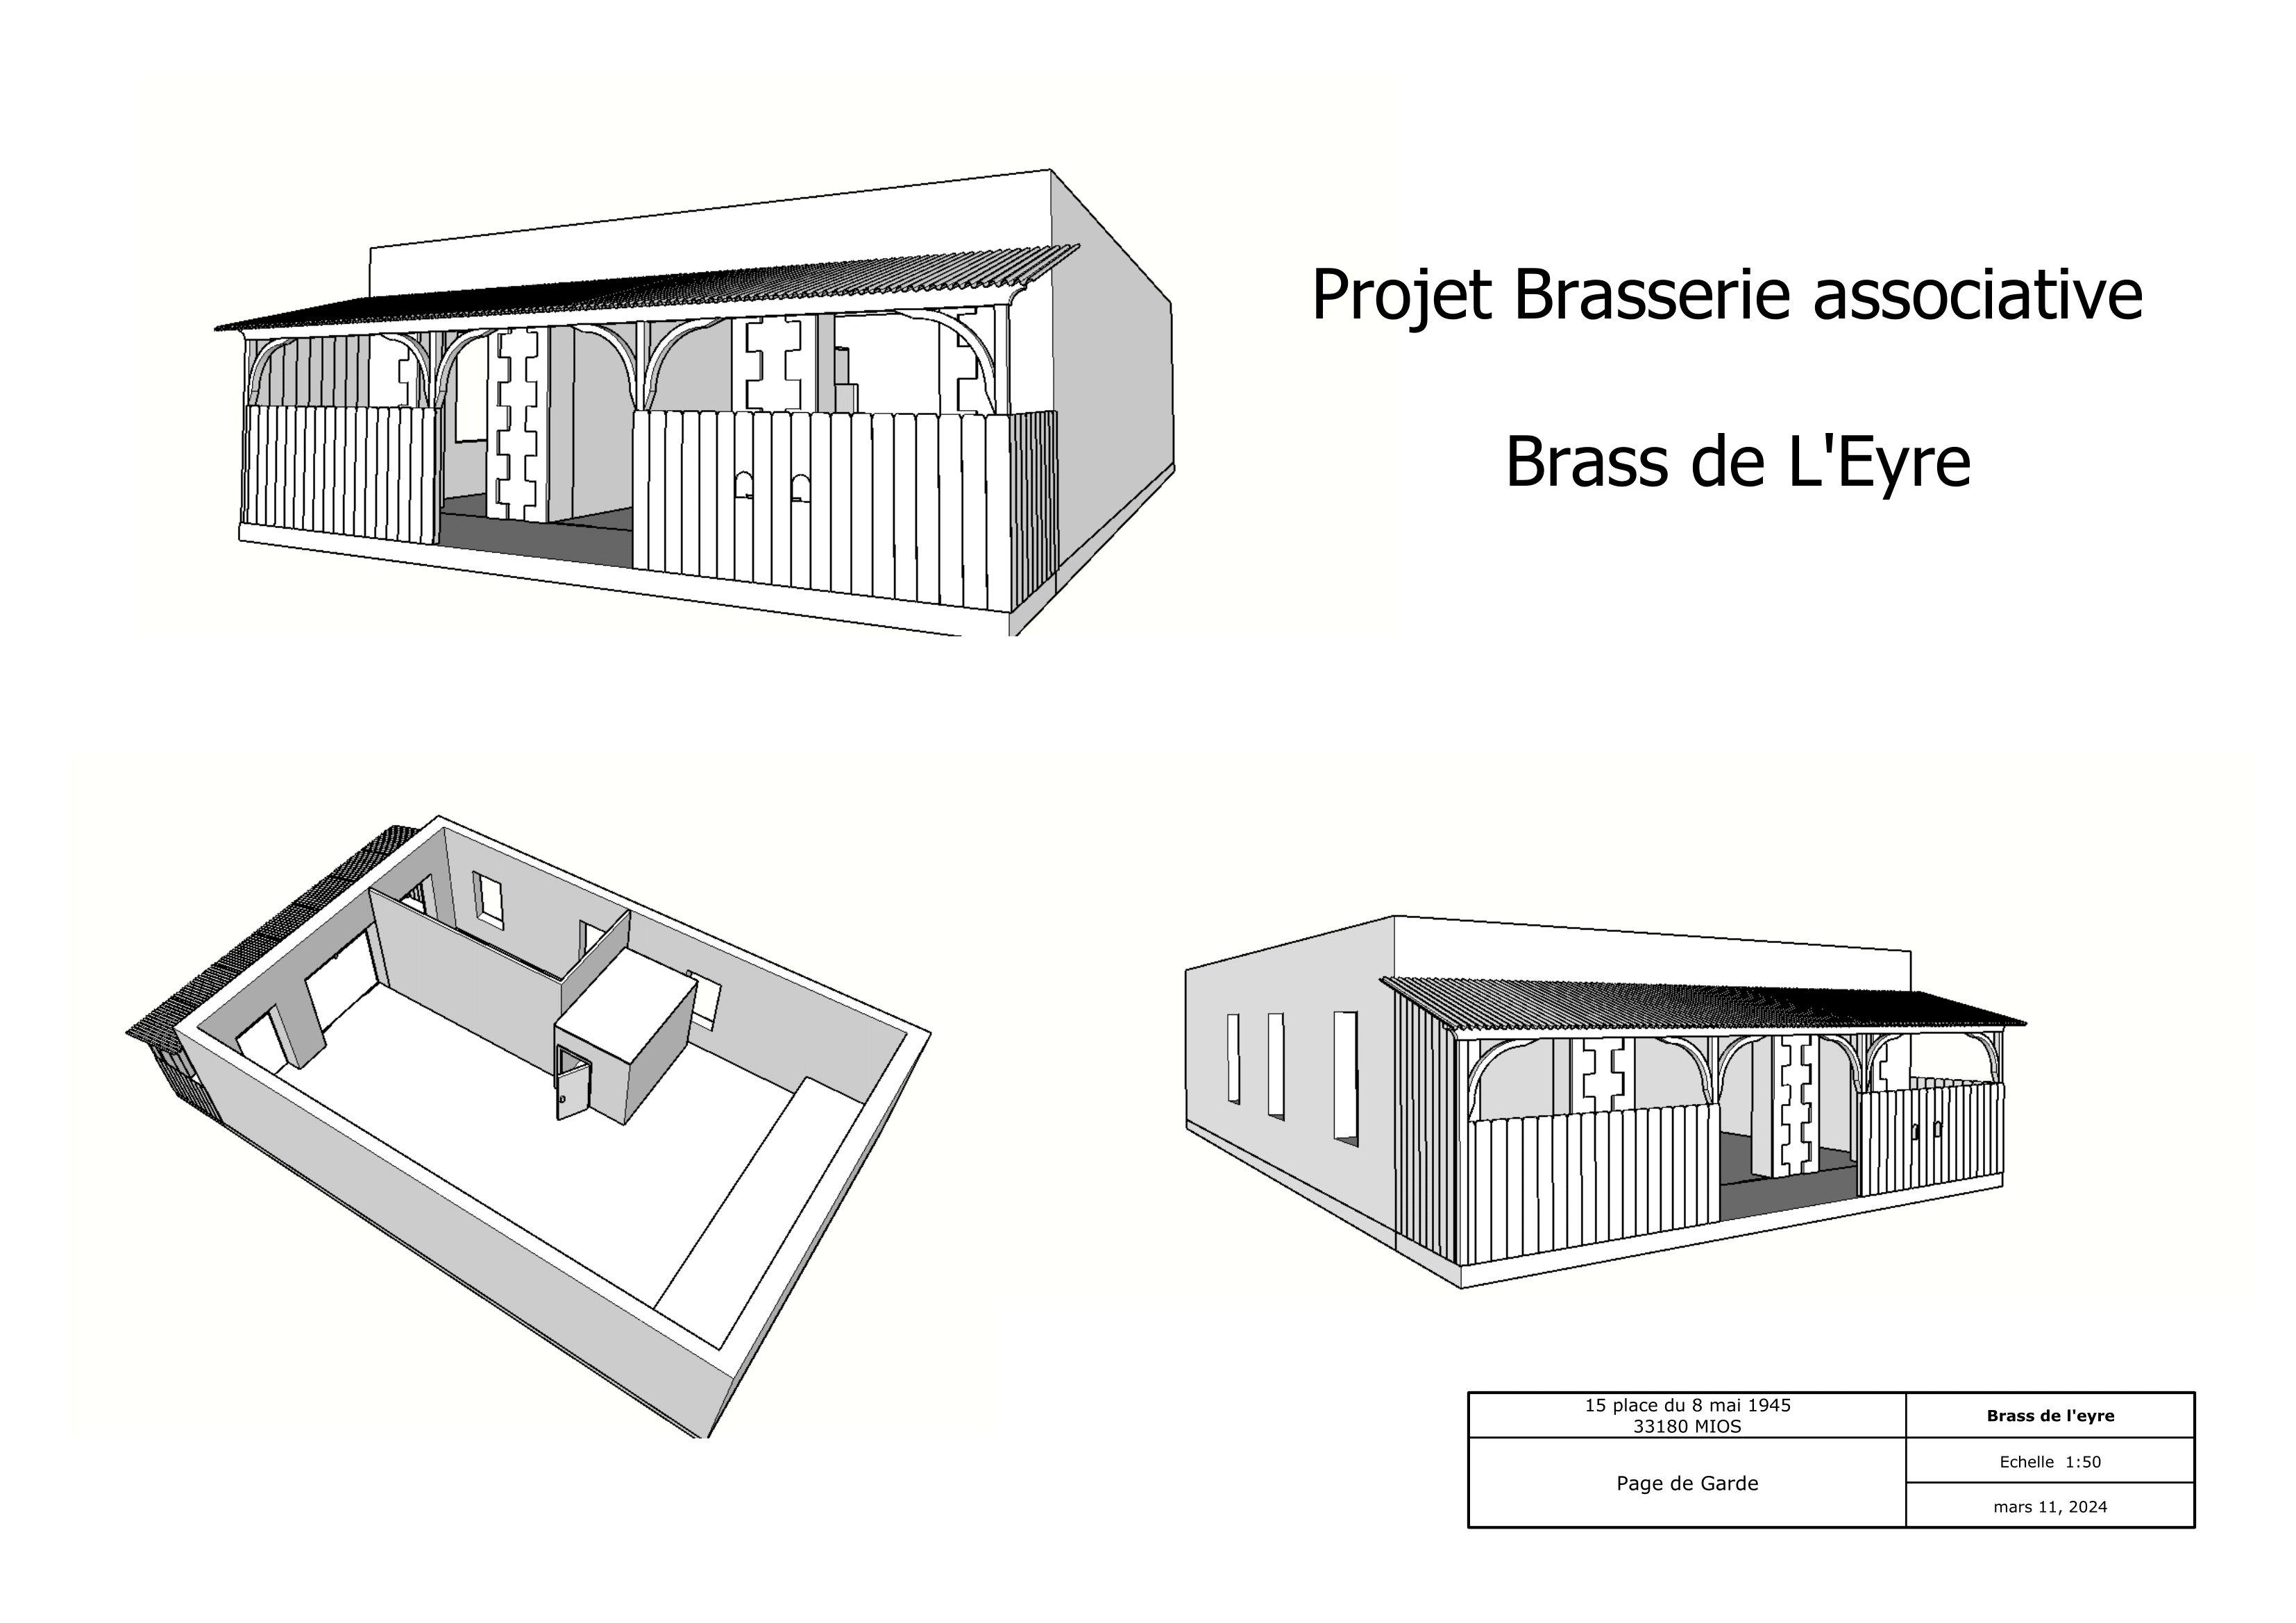 Projet Brasserie associative
Brass de L'Eyre
15 place du 8 mai 1945
33180 MIOS
Brass de l'eyre
Page de Garde
Echelle 1:50
mars 11, 2024